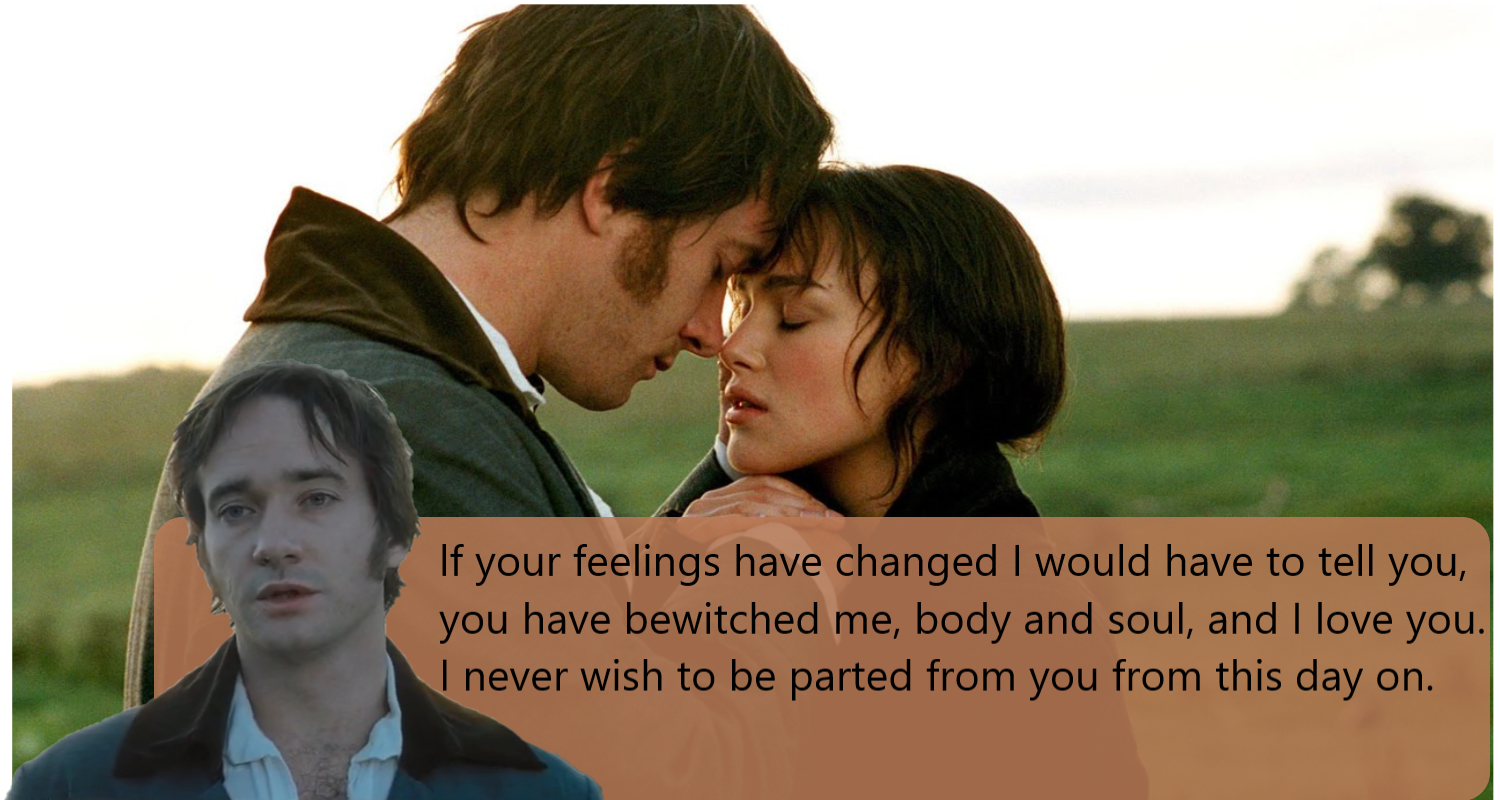 If your feelings have changed I would have to tell you,
you have bewitched me, body and soul, and I love you.
I never wish to be parted from you from this day on.